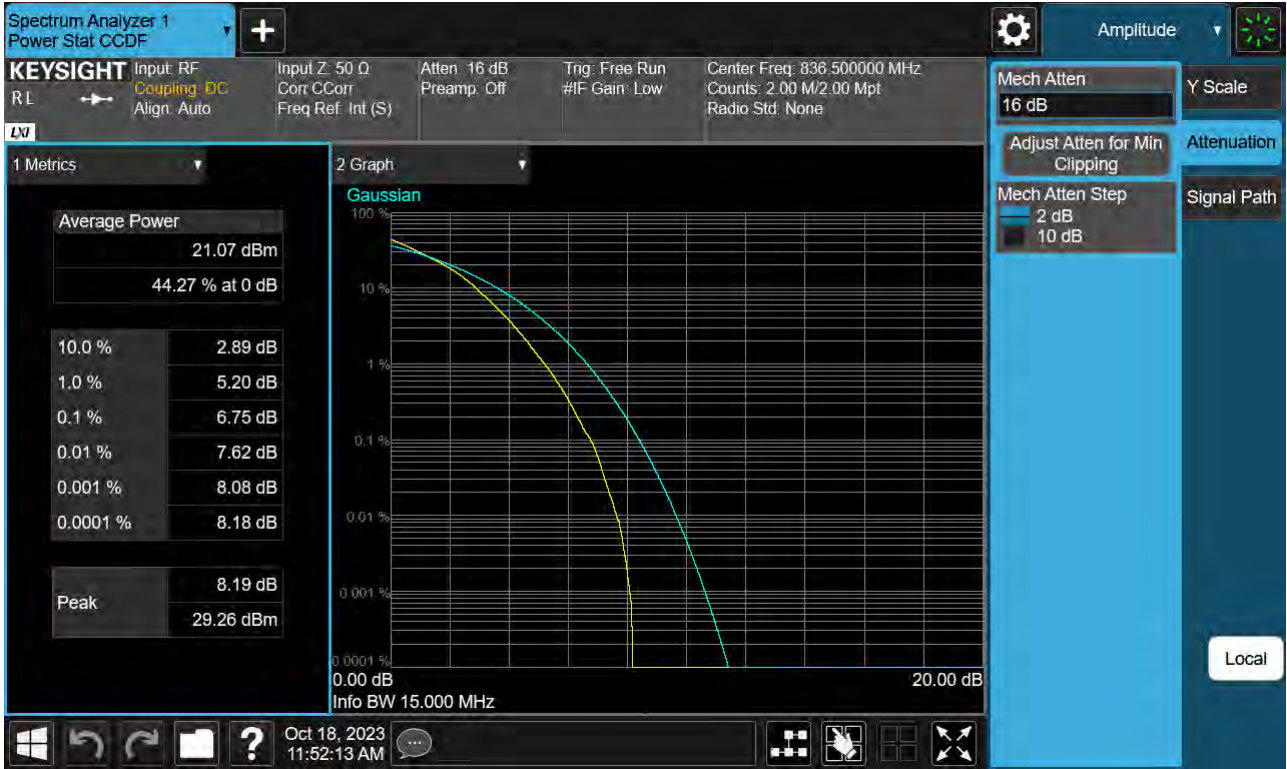 Spectrum Analyzer 1
Power Stat CCDF
Amplitude
KEYSIGHT
R L
LXI
Input: RF
Coupling: DC
Align: Auto
Input Z: 50 Ω
Corr CCorr
Freq Ref: Int (S)
Atten: 16 dB
Preamp: Off
Trig: Free Run
#IF Gain: Low
Center Freq: 836.500000 MHz
Counts: 2.00 M/2.00 Mpt
Radio Std: None
Mech Atten
16 dB
Adjust Atten for Min
Clipping
Mech Atten Step
2 dB
10 dB
Y Scale
Attenuation
Signal Path
Local
1 Metrics
Average Power
21.07 dBm
44.27 % at 0 dB
10.0 % 2.89 dB
1.0 % 5.20 dB
0.1 % 6.75 dB
0.01 % 7.62 dB
0.001 % 8.08 dB
0.0001 % 8.18 dB
Peak
8.19 dB
29.26 dBm
2 Graph
Gaussian
100 %
10 %
1 %
0.1 %
0.01 %
0.001 %
0.0001 %
0.00 dB 20.00 dB
Info BW 15.000 MHz
?
Oct 18, 2023
11:52:13 AM